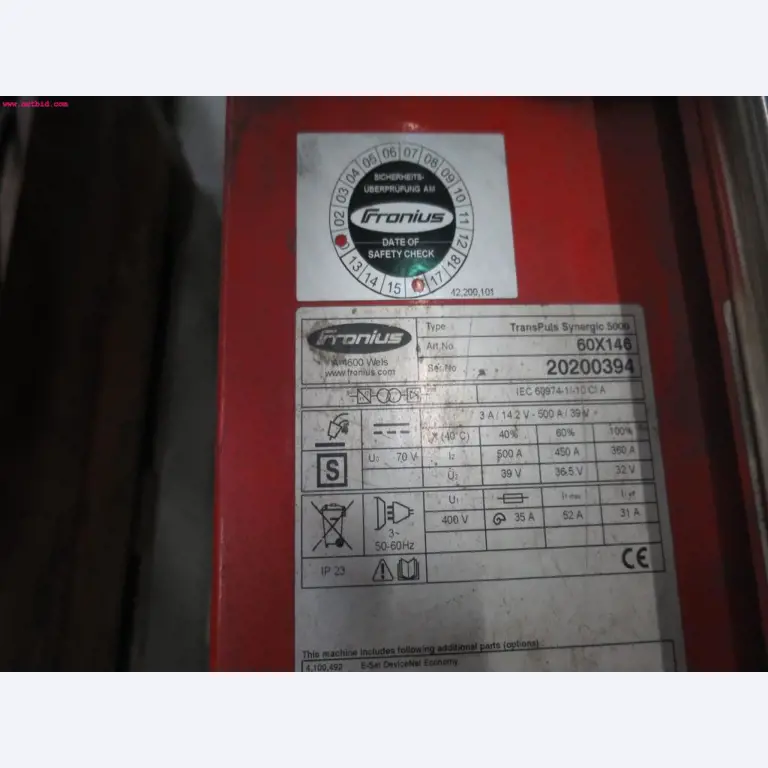 www.netbid.com
02 03 04 05 06 07 08 09 10 11 12
SICHERHEITS-
ÜBERPRÜFUNG AM
Fronius
DATE OF
SAFETY CHECK
13 14 15 17 18
42,200,101
Fronius
A-4600 Wels
www.fronius.com
Type TransPuls Synergic 5000
Art.No. 60X146
Ser.No. 20200394
IEC 60974-1/-10 Cl.A
3 A / 14.2 V - 500 A / 39 V
X (40°C) 40% 60% 100%
U₀ 70 V I₂ 500 A 450 A 360 A
U₂ 39 V 36.5 V 32 V
S
U₁ I₁max I₁eff
400 V 35 A 52 A 31 A
3~
50-60Hz
IP 23
CE
This machine includes following additional parts (options)
4,100,492 E-Set DeviceNet Economy